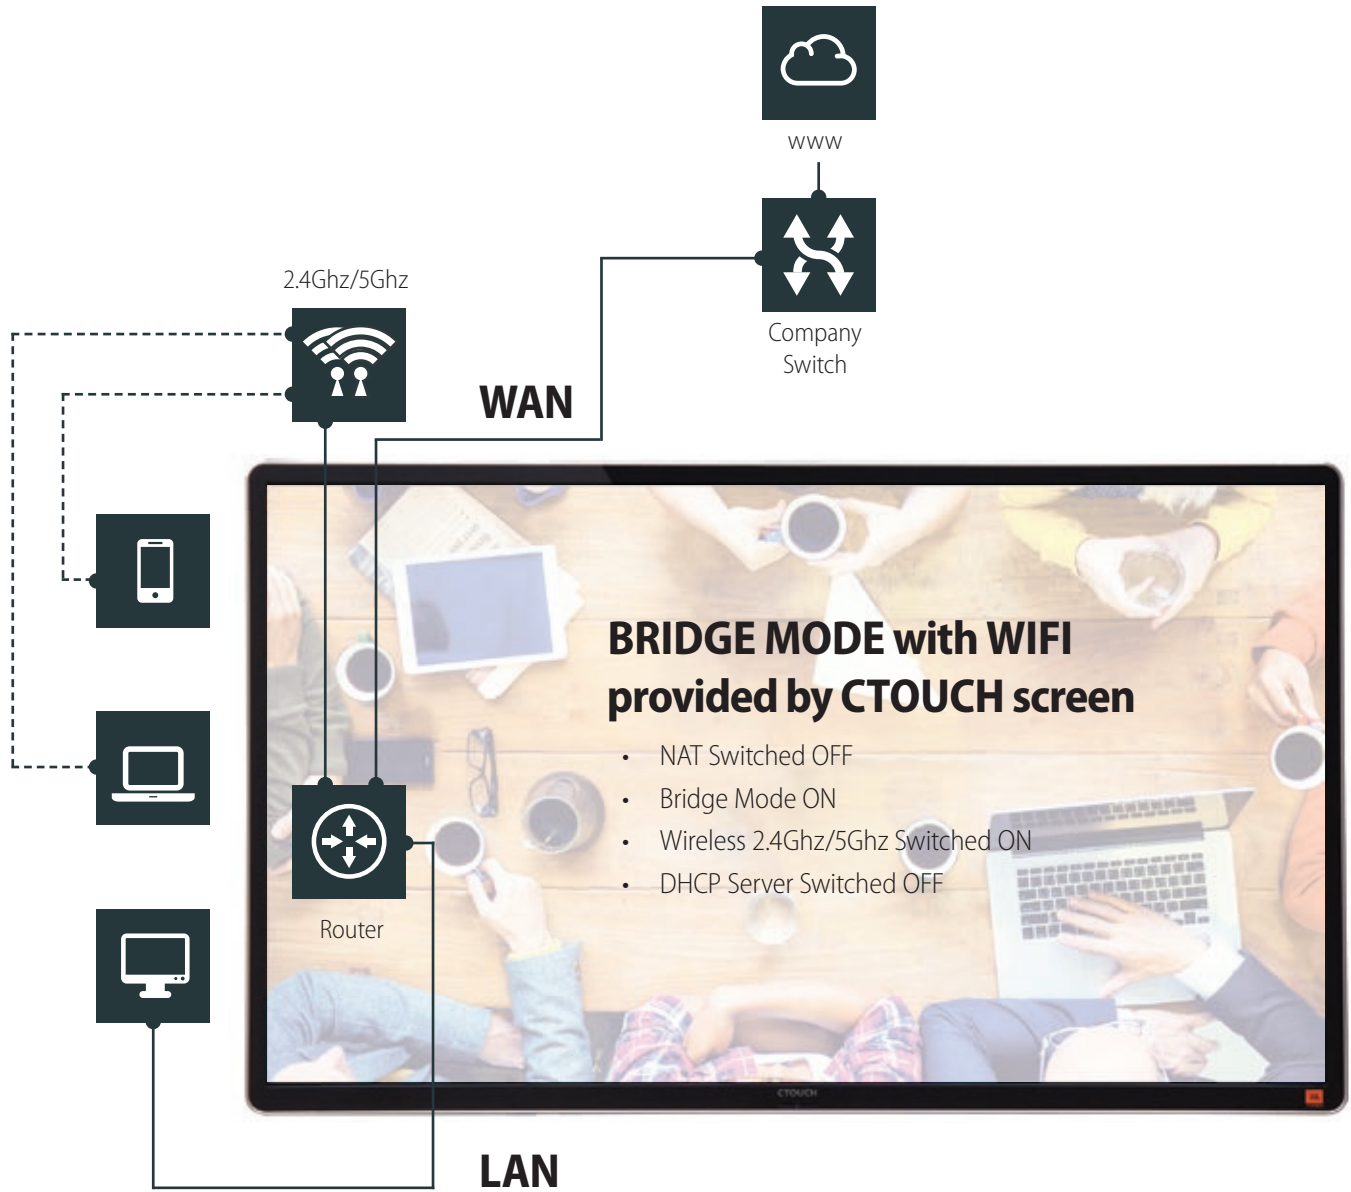 www
Company
Switch
2.4Ghz/5Ghz
WAN
BRIDGE MODE with WIFI
provided by CTOUCH screen
• NAT Switched OFF
• Bridge Mode ON
• Wireless 2.4Ghz/5Ghz Switched ON
• DHCP Server Switched OFF
Router
CTOUCH
LAN